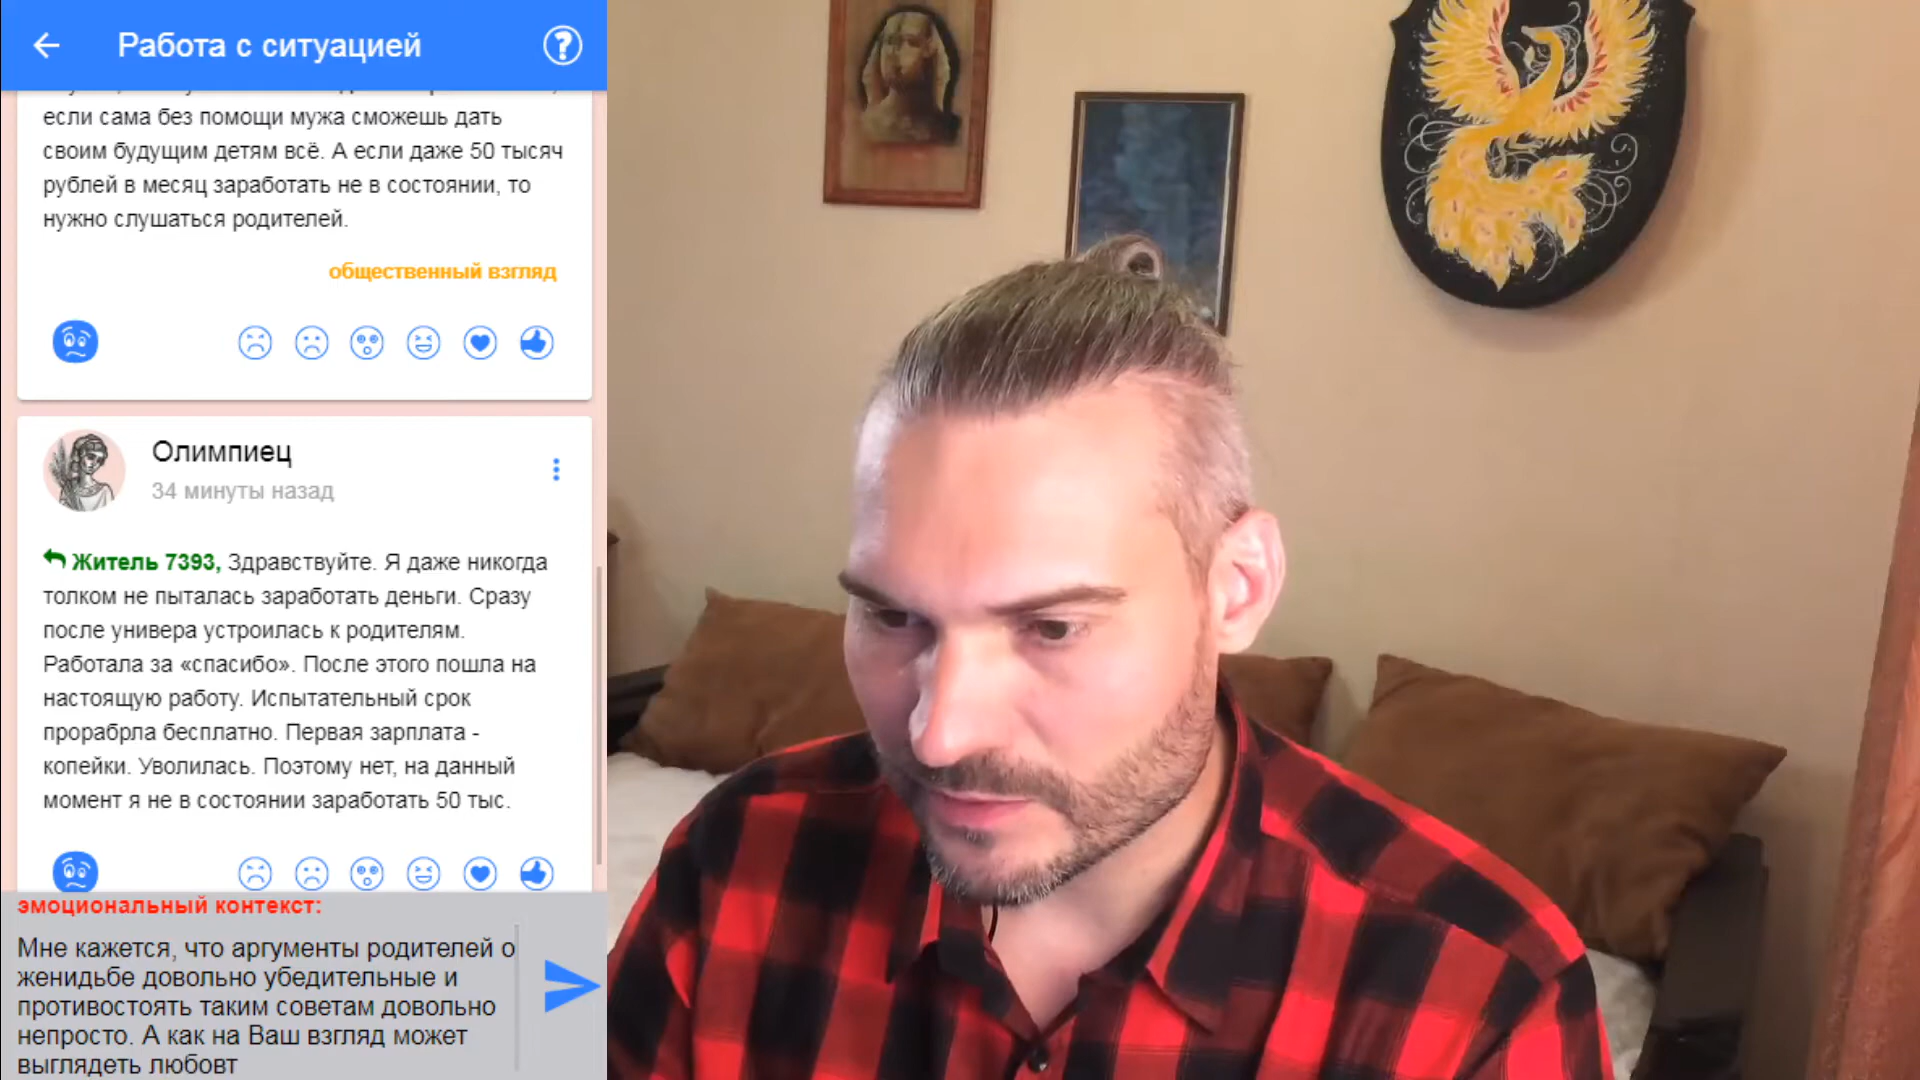 Работа с ситуацией
если сама без помощи мужа сможешь дать
своим будущим детям всё. А если даже 50 тысяч
рублей в месяц заработать не в состоянии, то
нужно слушаться родителей.
общественный взгляд
Олимпиец
34 минуты назад
Житель 7393, Здравствуйте. Я даже никогда
толком не пыталась заработать деньги. Сразу
после универа устроилась к родителям.
Работала за «спасибо». После этого пошла на
настоящую работу. Испытательный срок
прорабрла бесплатно. Первая зарплата -
копейки. Уволилась. Поэтому нет, на данный
момент я не в состоянии заработать 50 тыс.
эмоциональный контекст:
Мне кажется, что аргументы родителей о
женидьбе довольно убедительные и
противостоять таким советам довольно
непросто. А как на Ваш взгляд может
выглядеть любовт